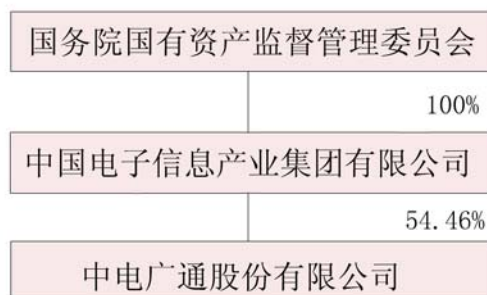 国务院国有资产监督管理委员会
100%
中国电子信息产业集团有限公司
54.46%
中电广通股份有限公司